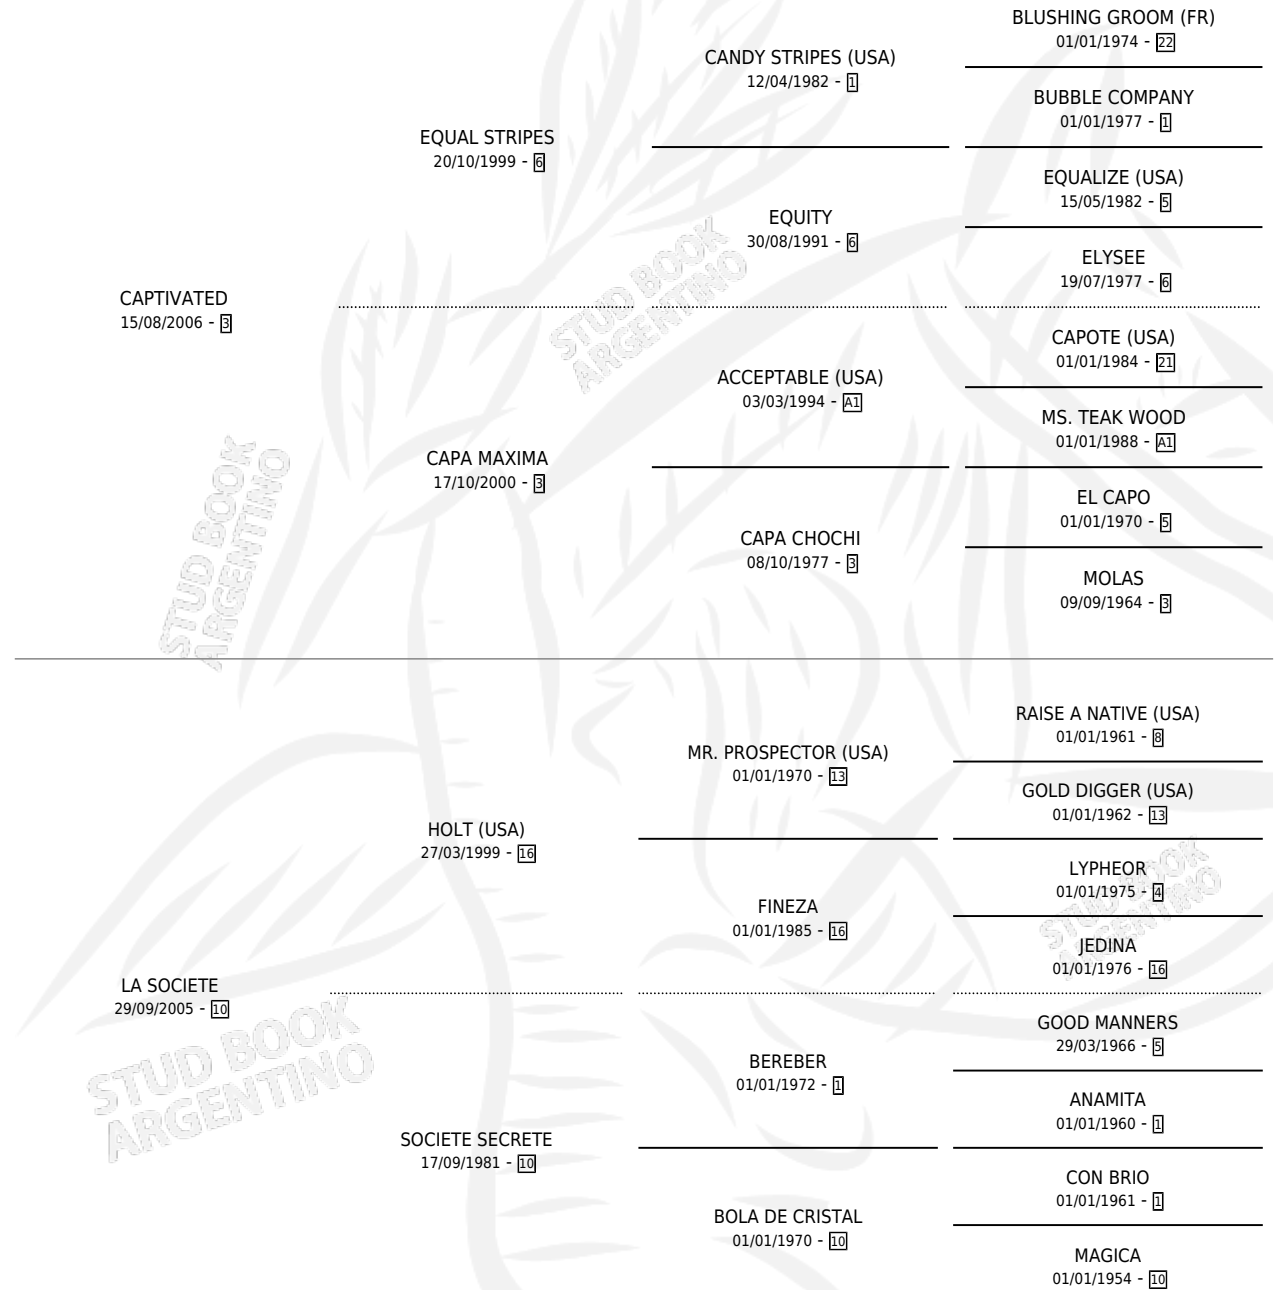 BLUSHING GROOM (FR)
01/01/1974 - 22
CANDY STRIPES (USA)
12/04/1982 - 1
BUBBLE COMPANY
01/01/1977 - 1
EQUAL STRIPES
20/10/1999 - 6
EQUALIZE (USA)
15/05/1982 - 5
EQUITY
30/08/1991 - 6
ELYSEE
19/07/1977 - 6
CAPTIVATED
15/08/2006 - 3
CAPOTE (USA)
01/01/1984 - 21
ACCEPTABLE (USA)
03/03/1994 - A1
MS. TEAK WOOD
01/01/1988 - A1
CAPA MAXIMA
17/10/2000 - 3
EL CAPO
01/01/1970 - 5
CAPA CHOCHI
08/10/1977 - 3
MOLAS
09/09/1964 - 3
RAISE A NATIVE (USA)
01/01/1961 - 8
MR. PROSPECTOR (USA)
01/01/1970 - 13
GOLD DIGGER (USA)
01/01/1962 - 13
HOLT (USA)
27/03/1999 - 16
LYPHEOR
01/01/1975 - 4
FINEZA
01/01/1985 - 16
JEDINA
01/01/1976 - 16
LA SOCIETE
29/09/2005 - 10
GOOD MANNERS
29/03/1966 - 5
BEREBER
01/01/1972 - 1
ANAMITA
01/01/1960 - 1
SOCIETE SECRETE
17/09/1981 - 10
CON BRIO
01/01/1961 - 1
BOLA DE CRISTAL
01/01/1970 - 10
MAGICA
01/01/1954 - 10
STUD BOOK
ARGENTINO
STUD BOOK
ARGENTINO
STUD BOOK
ARGENTINO
STUD BOOK
ARGENTINO